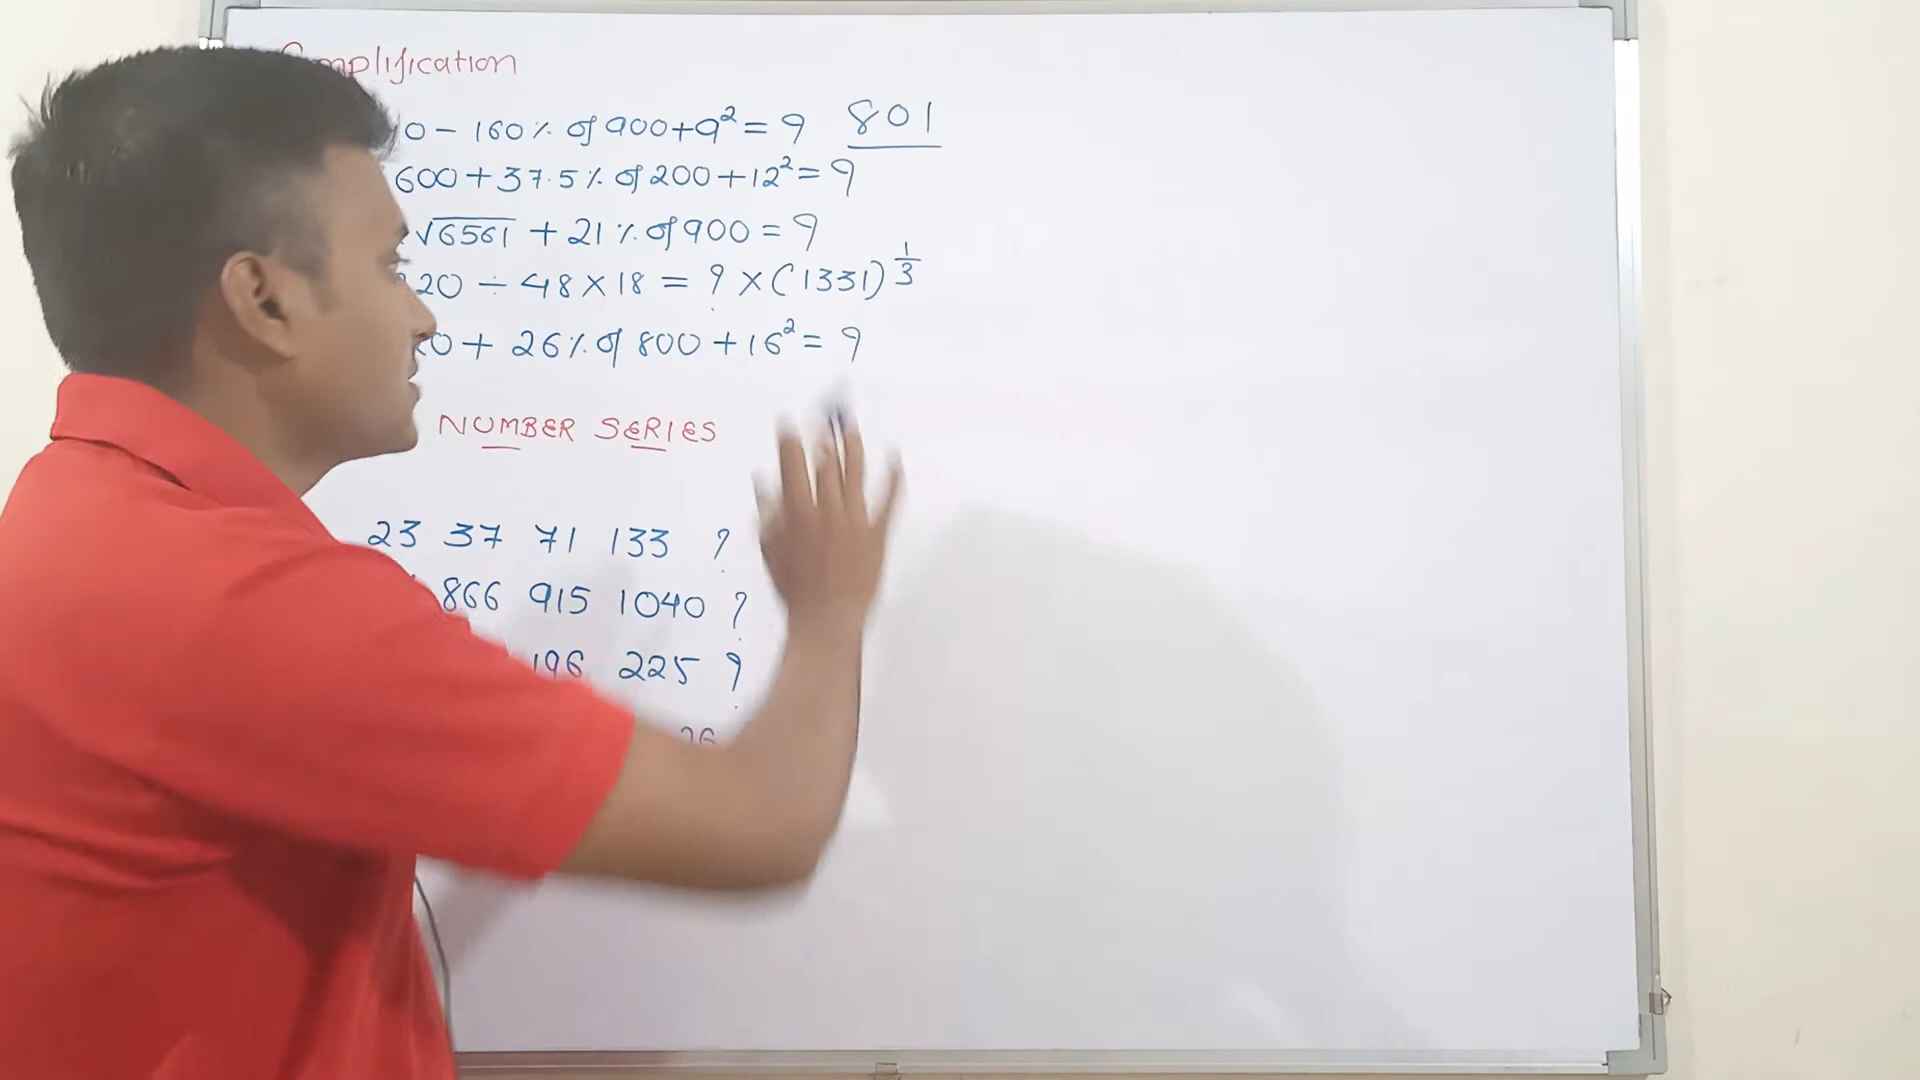 Simplification
0 - 160% of 900 + 9² = ? 801
600 + 37.5% of 200 + 12² = ?
√6561 + 21% of 900 = ?
20 ÷ 48 × 18 = ? × (1331)^1/3
0 + 26% of 800 + 16² = ?
NUMBER SERIES
23 37 71 133 ?
866 915 1040 ?
196 225 ?
26